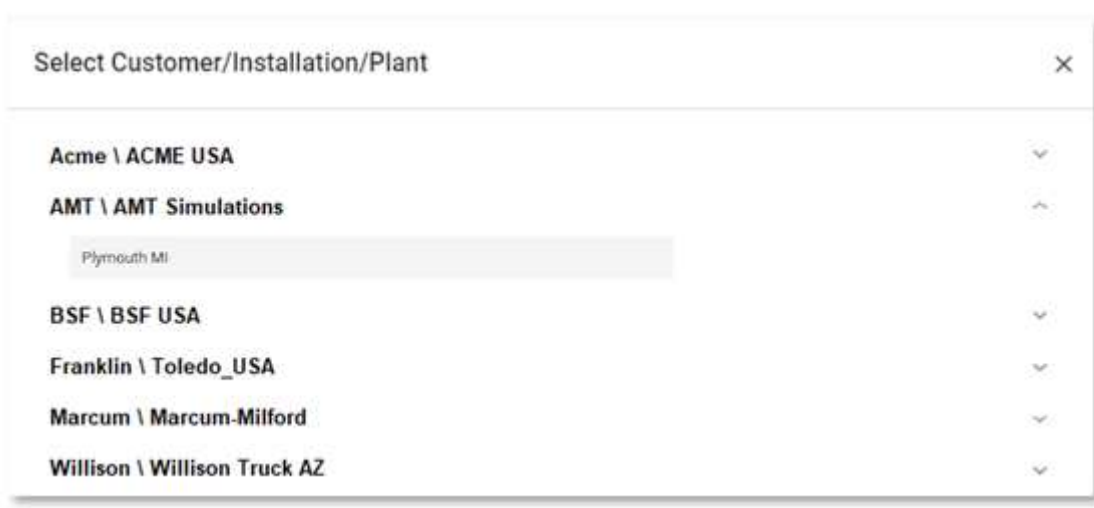 Select Customer/Installation/Plant
Acme \ ACME USA
AMT \ AMT Simulations
Plymouth MI
BSF \ BSF USA
Franklin \ Toledo_USA
Marcum \ Marcum-Milford
Willison \ Willison Truck AZ